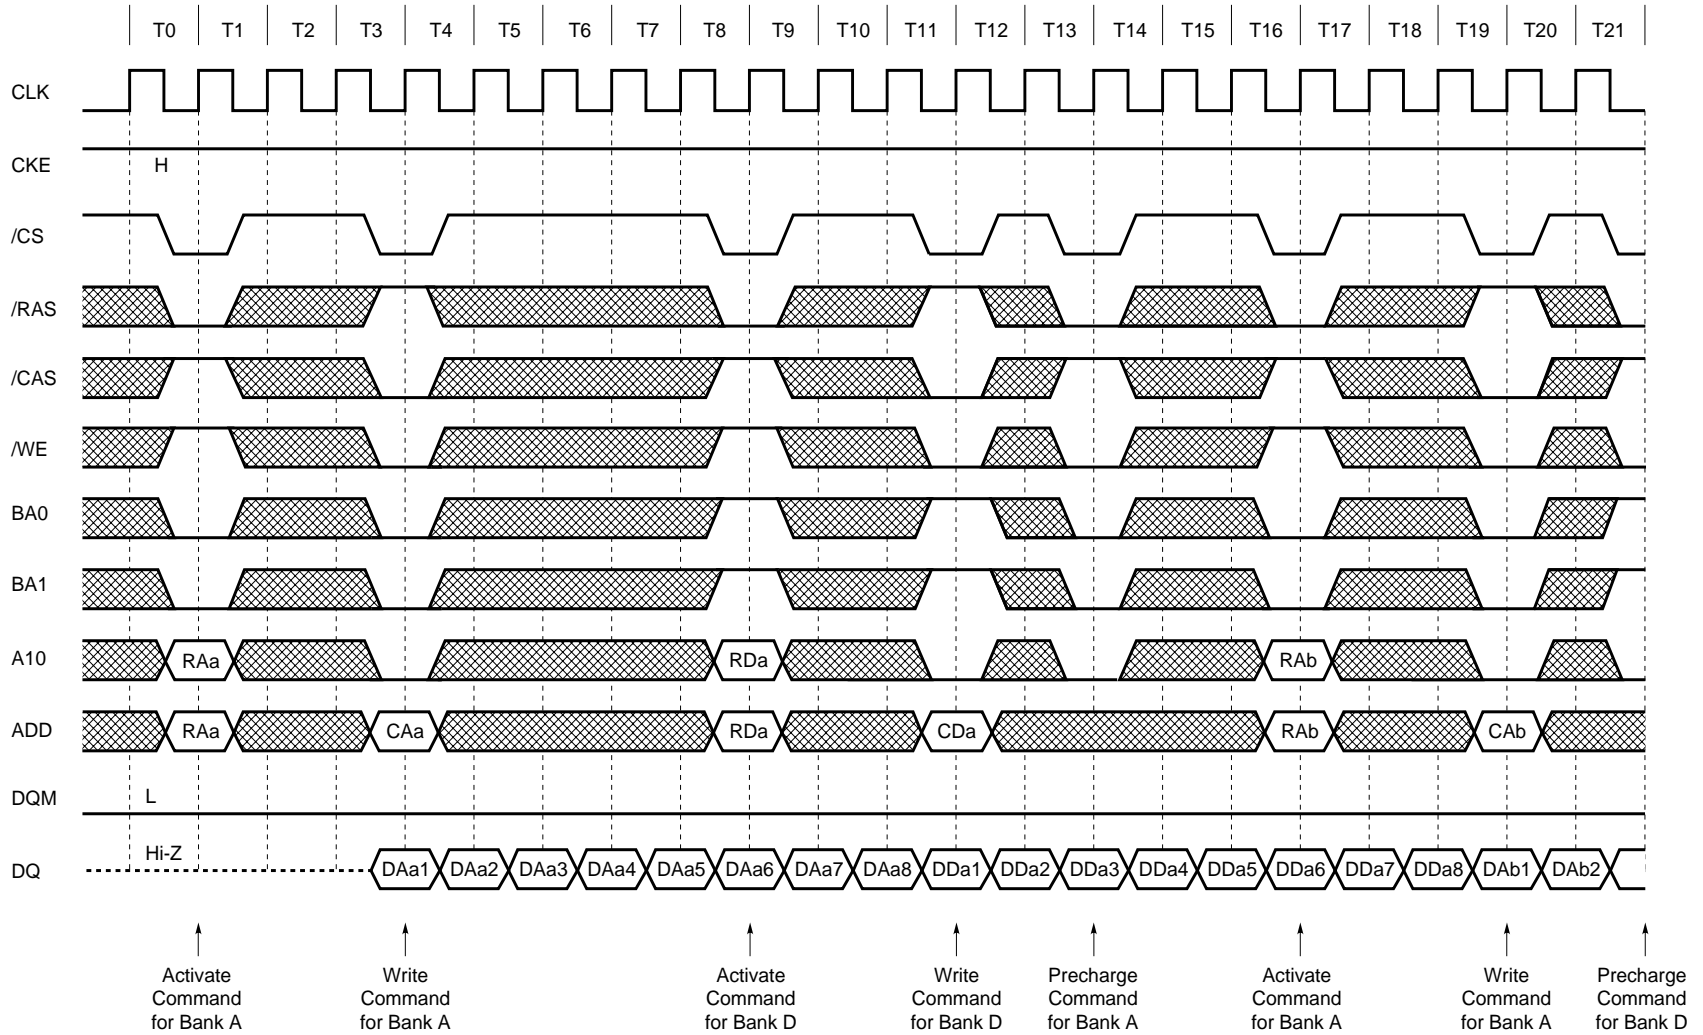 T0 T1 T2 T3 T4 T5 T6 T7 T8 T9 T10 T11 T12 T13 T14 T15 T16 T17 T18 T19 T20 T21
CLK
CKE H
/CS
/RAS
/CAS
/WE
BA0
BA1
A10 RAa RDa RAb
ADD RAa CAa RDa CDa RAb CAb
DQM L
Hi-Z
DQ DAa1 DAa2 DAa3 DAa4 DAa5 DAa6 DAa7 DAa8 DDa1 DDa2 DDa3 DDa4 DDa5 DDa6 DDa7 DDa8 DAb1 DAb2
Activate
Command
for Bank A
Write
Command
for Bank A
Activate
Command
for Bank D
Write
Command
for Bank D
Precharge
Command
for Bank A
Activate
Command
for Bank A
Write
Command
for Bank A
Precharge
Command
for Bank D